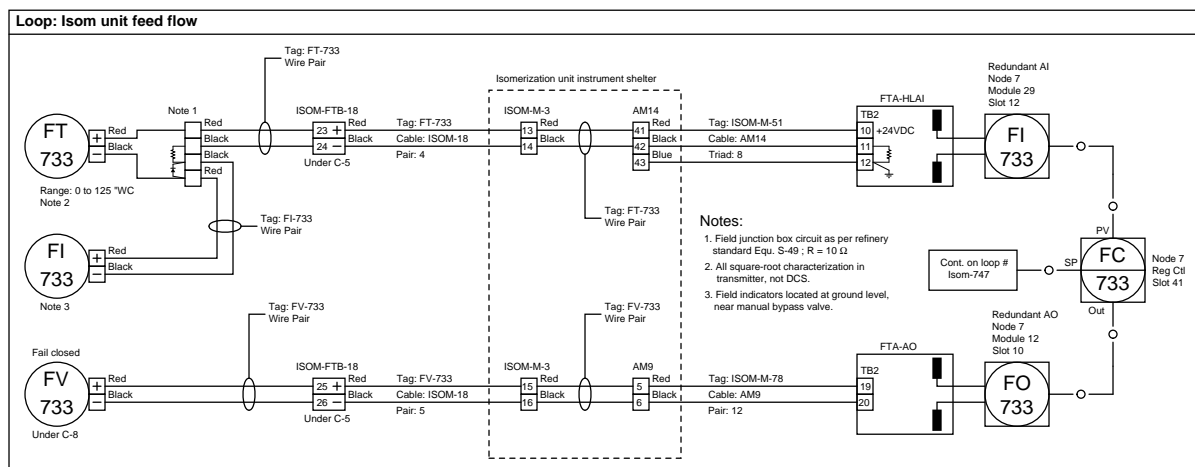 Loop: Isom unit feed flow
Tag: FT-733
Wire Pair
Note 1
FT
733
+
−
Red
Black
Range: 0 to 125 "WC
Note 2
Red
Black
Black
Red
ISOM-FTB-18
23 +
24 −
Under C-5
Red
Black
Tag: FT-733
Cable: ISOM-18
Pair: 4
Isomerization unit instrument shelter
ISOM-M-3
13
14
Red
Black
Tag: FT-733
Wire Pair
AM14
41
42
43
Red
Black
Blue
Tag: ISOM-M-51
Cable: AM14
Triad: 8
FTA-HLAI
TB2
10 +24VDC
11
12
Redundant AI
Node 7
Module 29
Slot 12
FI
733
Tag: FI-733
Wire Pair
FI
733
+
−
Red
Black
Note 3
Notes:
1. Field junction box circuit as per refinery
standard Equ. S-49 ; R = 10 Ω
2. All square-root characterization in
transmitter, not DCS.
3. Field indicators located at ground level,
near manual bypass valve.
Cont. on loop #
Isom-747
PV
SP
FC
733
Out
Node 7
Reg Ctl
Slot 41
Tag: FV-733
Wire Pair
Fail closed
FV
733
+
−
Red
Black
Under C-8
ISOM-FTB-18
25 +
26 −
Under C-5
Red
Black
Tag: FV-733
Cable: ISOM-18
Pair: 5
ISOM-M-3
15
16
Red
Black
Tag: FV-733
Wire Pair
AM9
5
6
Red
Black
Tag: ISOM-M-78
Cable: AM9
Pair: 12
FTA-AO
TB2
19
20
Redundant AO
Node 7
Module 12
Slot 10
FO
733